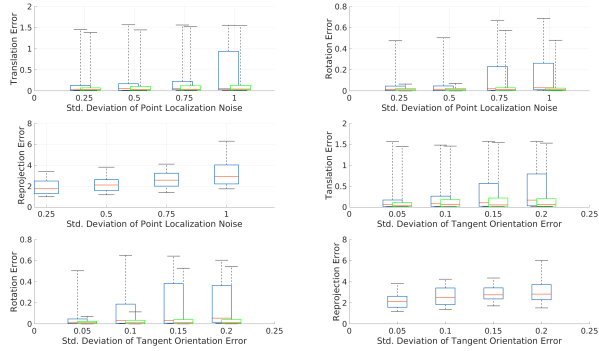 2
1.5
1
0.5
0
Translation Error
0 0.25 0.5 0.75 1
Std. Deviation of Point Localization Noise
0.8
0.6
0.4
0.2
0
Rotation Error
0 0.25 0.5 0.75 1
Std. Deviation of Point Localization Noise
8
6
4
2
0
Reprojection Error
0.25 0.5 0.75 1
Std. Deviation of Point Localization Noise
2
1.5
1
0.5
0
Tanslation Error
0 0.05 0.1 0.15 0.2 0.25
Std. Deviation of Tangent Orientation Error
0.8
0.6
0.4
0.2
0
Rotation Error
0 0.05 0.1 0.15 0.2 0.25
Std. Deviation of Tangent Orientation Error
8
6
4
2
0
Reprojection Error
0 0.05 0.1 0.15 0.2 0.25
Std. Deviation of Tangent Orientation Error